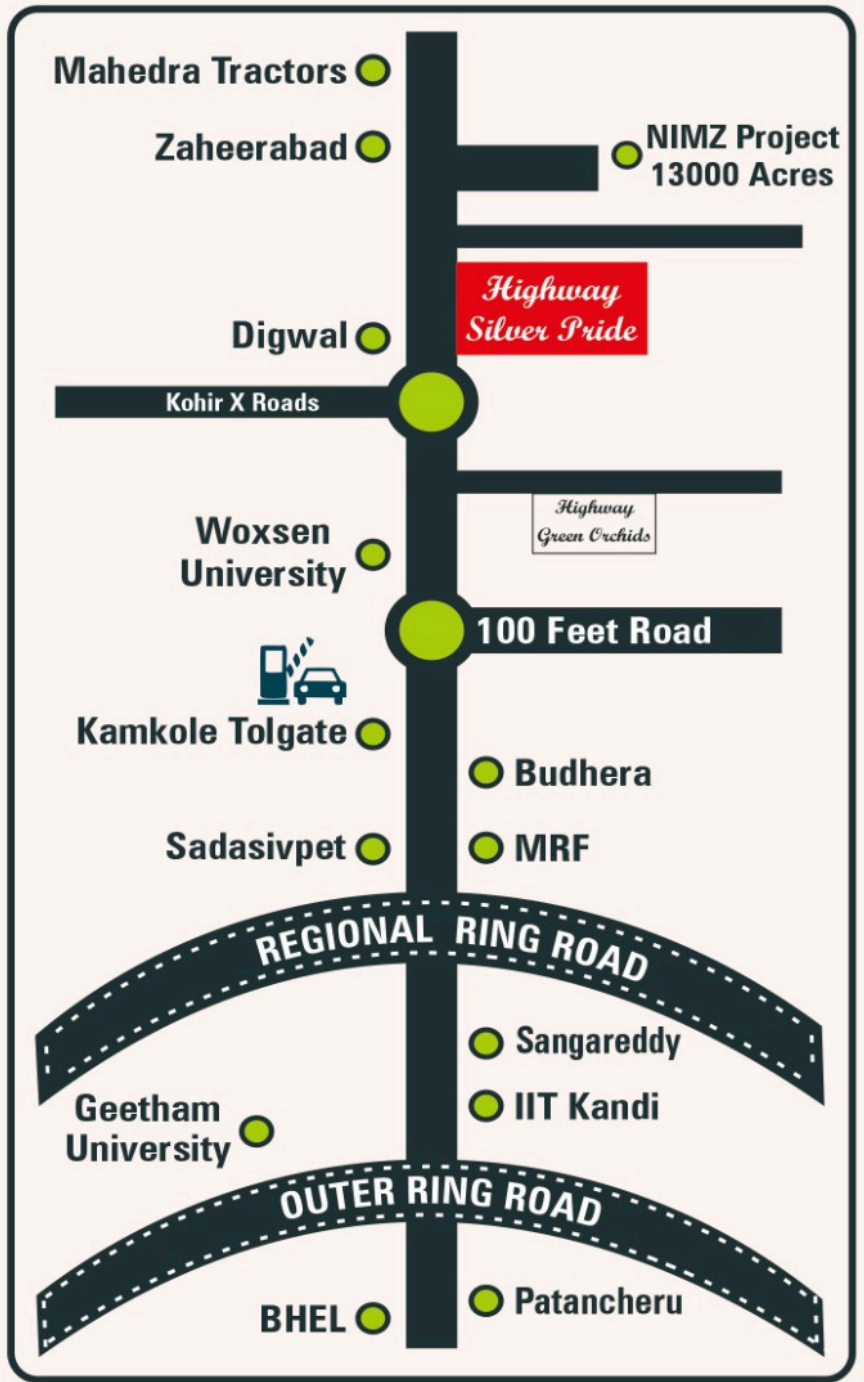 Mahedra Tractors
Zaheerabad
NIMZ Project
13000 Acres
Highway
Silver Pride
Digwal
Kohir X Roads
Highway
Green Orchids
Woxsen
University
100 Feet Road
Kamkole Tolgate
Budhera
Sadasivpet
MRF
REGIONAL RING ROAD
Sangareddy
IIT Kandi
Geetham
University
OUTER RING ROAD
Patancheru
BHEL